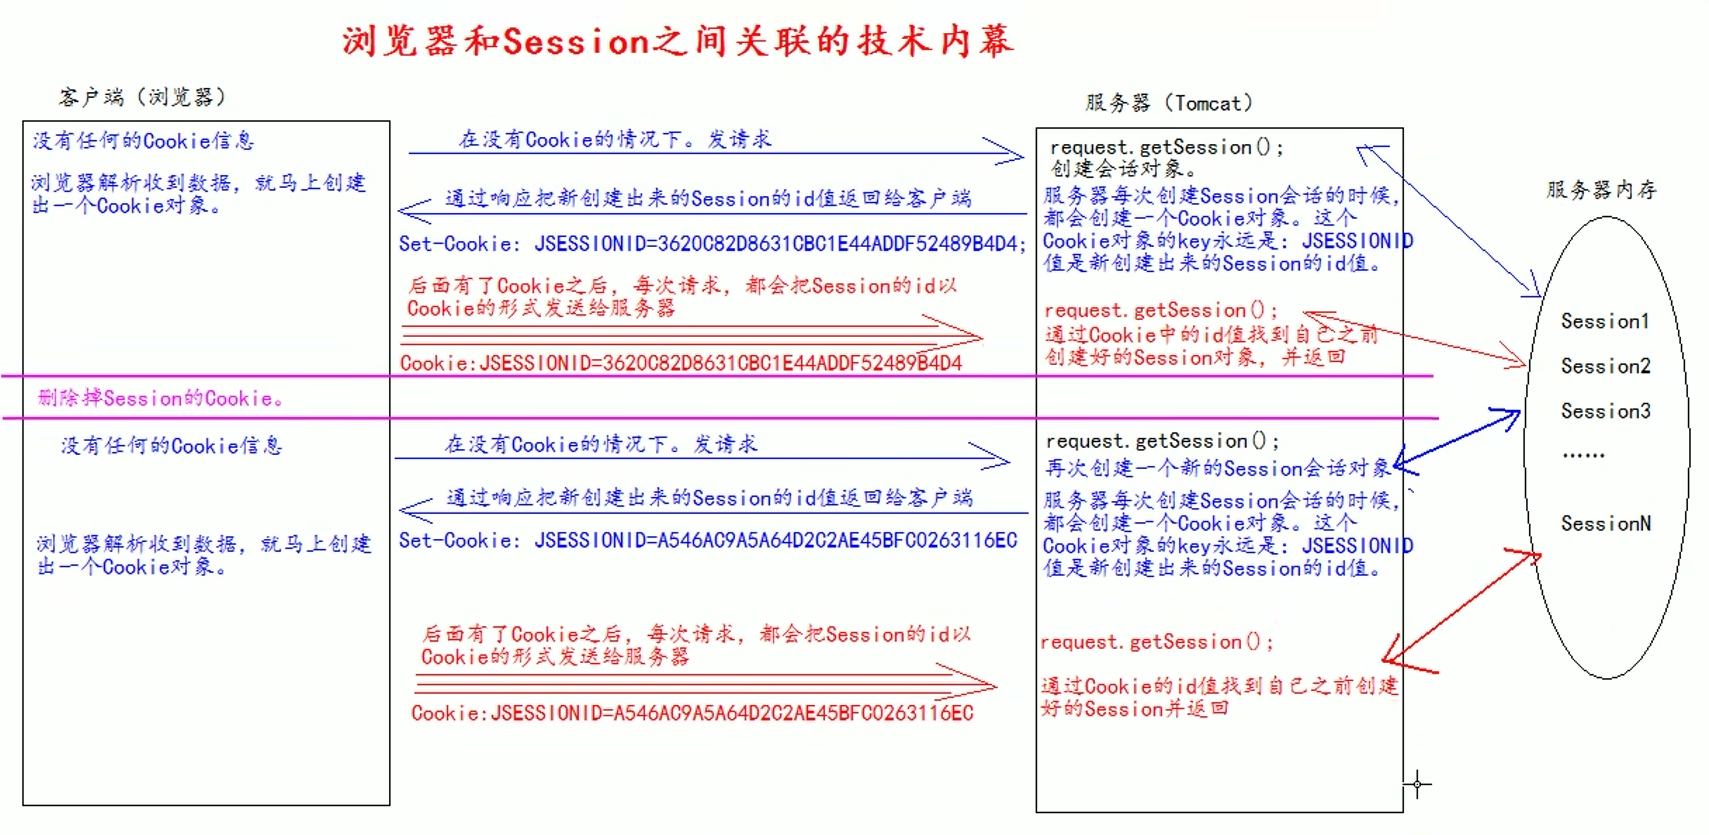 浏览器和Session之间关联的技术内幕
客户端（浏览器）
没有任何的Cookie信息
浏览器解析收到数据，就马上创建
出一个Cookie对象。
在没有Cookie的情况下。发请求
通过响应把新创建出来的Session的id值返回给客户端
Set-Cookie: JSESSIONID=3620C82D8631CBC1E44ADDF52489B4D4;
后面有了Cookie之后，每次请求，都会把Session的id以
Cookie的形式发送给服务器
Cookie:JSESSIONID=3620C82D8631CBC1E44ADDF52489B4D4
服务器（Tomcat）
request.getSession();
创建会话对象。
服务器每次创建Session会话的时候，
都会创建一个Cookie对象。这个
Cookie对象的key永远是：JSESSIONID
值是新创建出来的Session的id值。
request.getSession();
通过Cookie中的id值找到自己之前
创建好的Session对象，并返回
服务器内存
Session1
Session2
Session3
......
SessionN
删除掉Session的Cookie。
没有任何的Cookie信息
浏览器解析收到数据，就马上创建
出一个Cookie对象。
在没有Cookie的情况下。发请求
通过响应把新创建出来的Session的id值返回给客户端
Set-Cookie: JSESSIONID=A546AC9A5A64D2C2AE45BFC0263116EC
后面有了Cookie之后，每次请求，都会把Session的id以
Cookie的形式发送给服务器
Cookie:JSESSIONID=A546AC9A5A64D2C2AE45BFC0263116EC
request.getSession();
再次创建一个新的Session会话对象
服务器每次创建Session会话的时候，
都会创建一个Cookie对象。这个
Cookie对象的key永远是：JSESSIONID
值是新创建出来的Session的id值。
request.getSession();
通过Cookie的id值找到自己之前创建
好的Session并返回